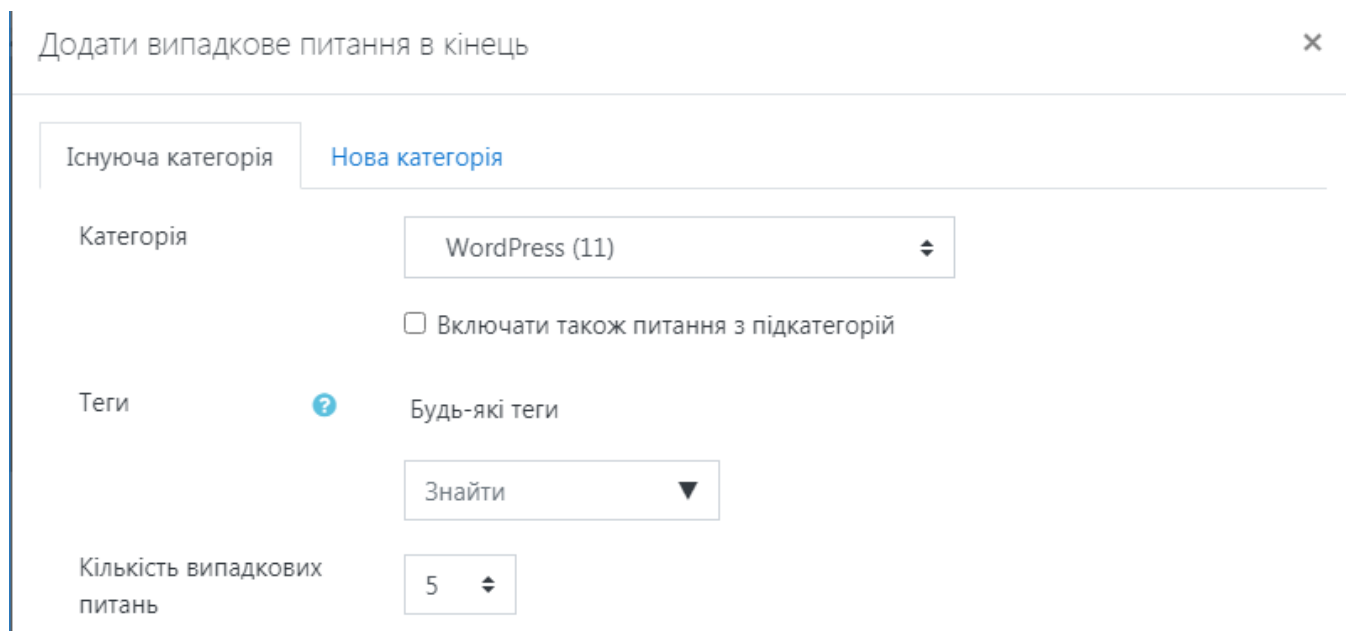 Додати випадкове питання в кінець
Існуюча категорія
Нова категорія
Категорія
WordPress (11)
Включати також питання з підкатегорій
Теги
Будь-які теги
Знайти
Кількість випадкових
питань
5